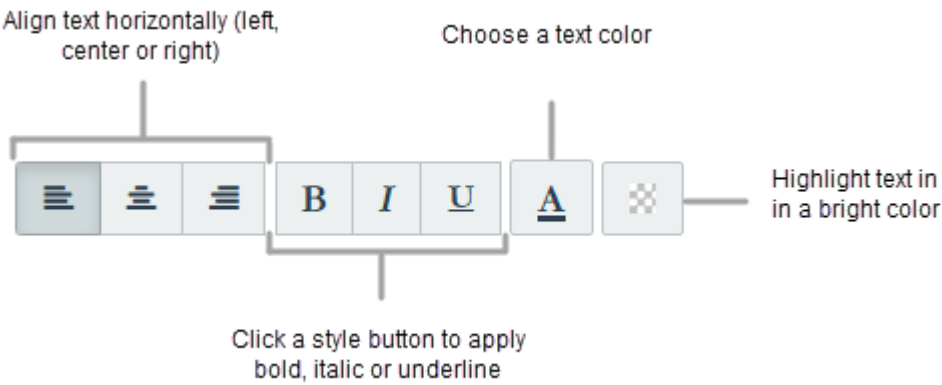 Align text horizontally (left,
center or right)
Choose a text color
B I U A
Highlight text in
in a bright color
Click a style button to apply
bold, italic or underline